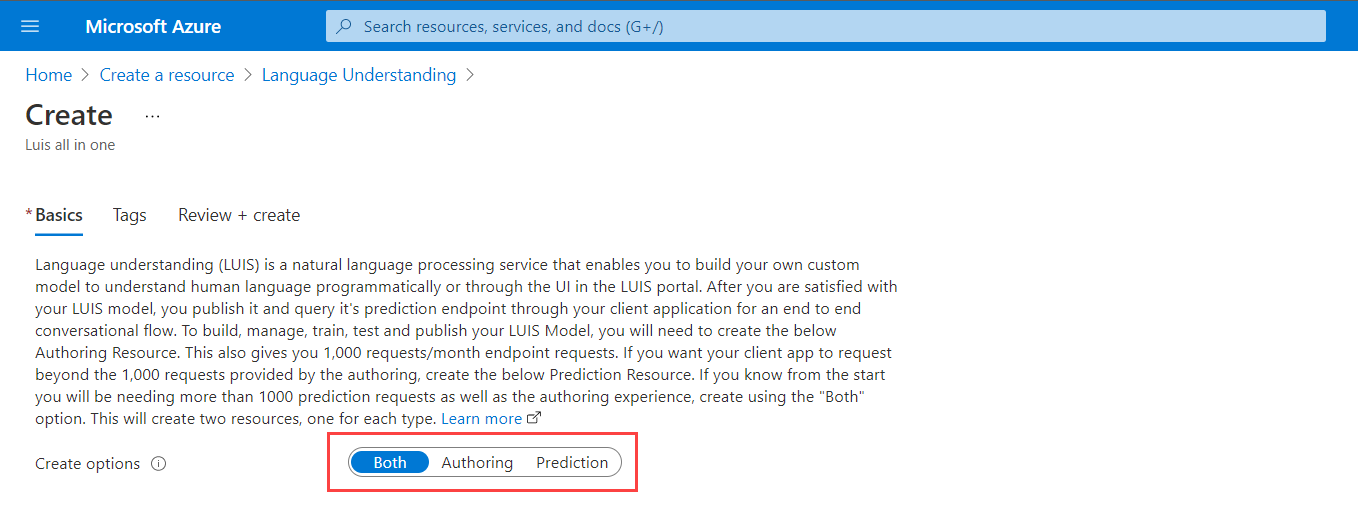 Microsoft Azure
Search resources, services, and docs (G+/)
Home > Create a resource > Language Understanding >
Create ...
Luis all in one
* Basics Tags Review + create
Language understanding (LUIS) is a natural language processing service that enables you to build your own custom
model to understand human language programmatically or through the UI in the LUIS portal. After you are satisfied with
your LUIS model, you publish it and query it's prediction endpoint through your client application for an end to end
conversational flow. To build, manage, train, test and publish your LUIS Model, you will need to create the below
Authoring Resource. This also gives you 1,000 requests/month endpoint requests. If you want your client app to request
beyond the 1,000 requests provided by the authoring, create the below Prediction Resource. If you know from the start
you will be needing more than 1000 prediction requests as well as the authoring experience, create using the "Both"
option. This will create two resources, one for each type. Learn more
Create options Both Authoring Prediction